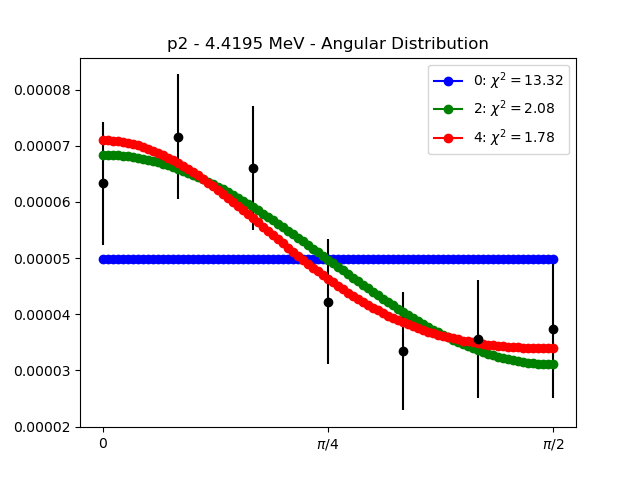 p2 - 4.4195 MeV - Angular Distribution
0: χ² = 13.32
2: χ² = 2.08
4: χ² = 1.78
0.00008
0.00007
0.00006
0.00005
0.00004
0.00003
0.00002
0 π/4 π/2